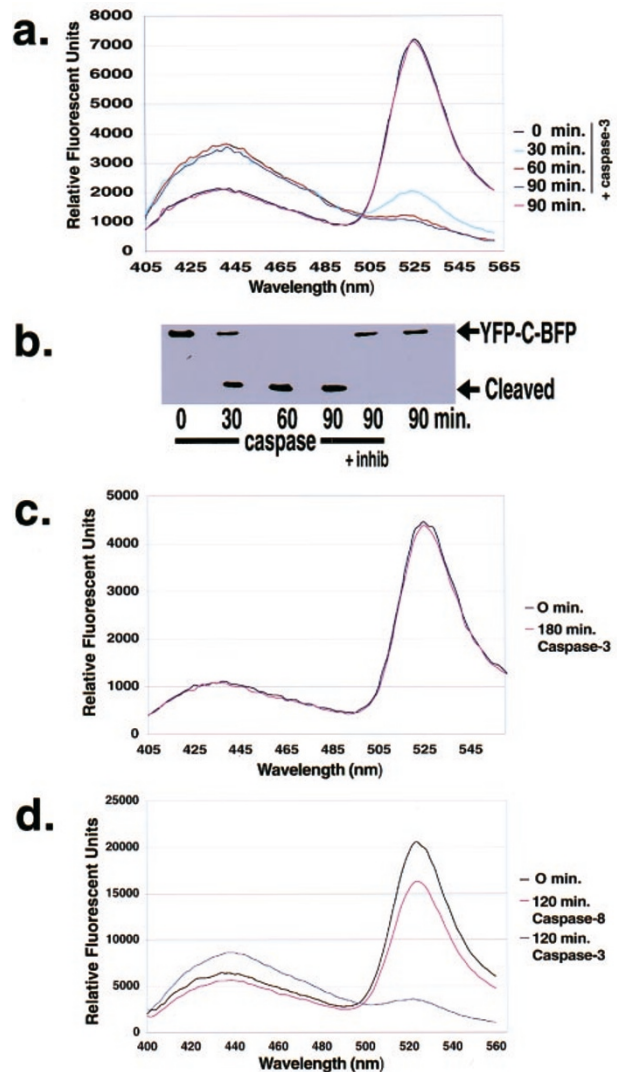 a.
Relative Fluorescent Units
8000
7000
6000
5000
4000
3000
2000
1000
0
405 425 445 465 485 505 525 545 565
Wavelength (nm)
0 min.
30 min.
60 min.
90 min.
90 min.
+ caspase-3
b.
YFP-C-BFP
Cleaved
0 30 60 90 90 90 min.
caspase
+ inhib
c.
Relative Fluorescent Units
5000
4000
3000
2000
1000
0
405 425 445 465 485 505 525 545
Wavelength (nm)
O min.
180 min.
Caspase-3
d.
Relative Fluorescent Units
25000
20000
15000
10000
5000
0
400 420 440 460 480 500 520 540 560
Wavelength (nm)
O min.
120 min.
Caspase-8
120 min.
Caspase-3